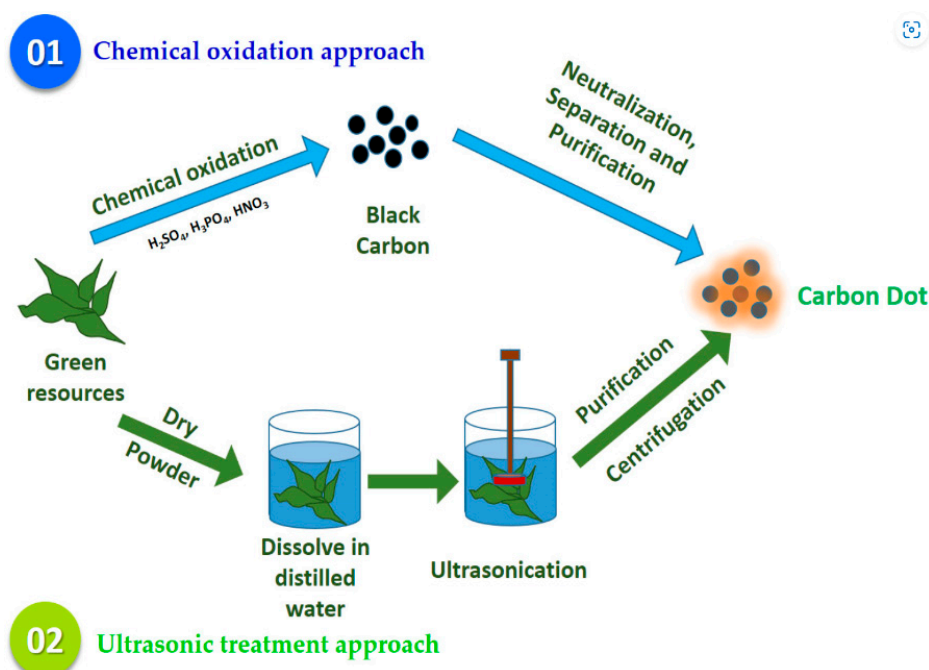 01
Chemical oxidation approach
Chemical oxidation
H₂SO₄, H₃PO₄, HNO₃
Black
Carbon
Neutralization,
Separation and
Purification
Carbon Dot
Green
resources
Dry
Powder
Dissolve in
distilled
water
Ultrasonication
Purification
Centrifugation
02
Ultrasonic treatment approach